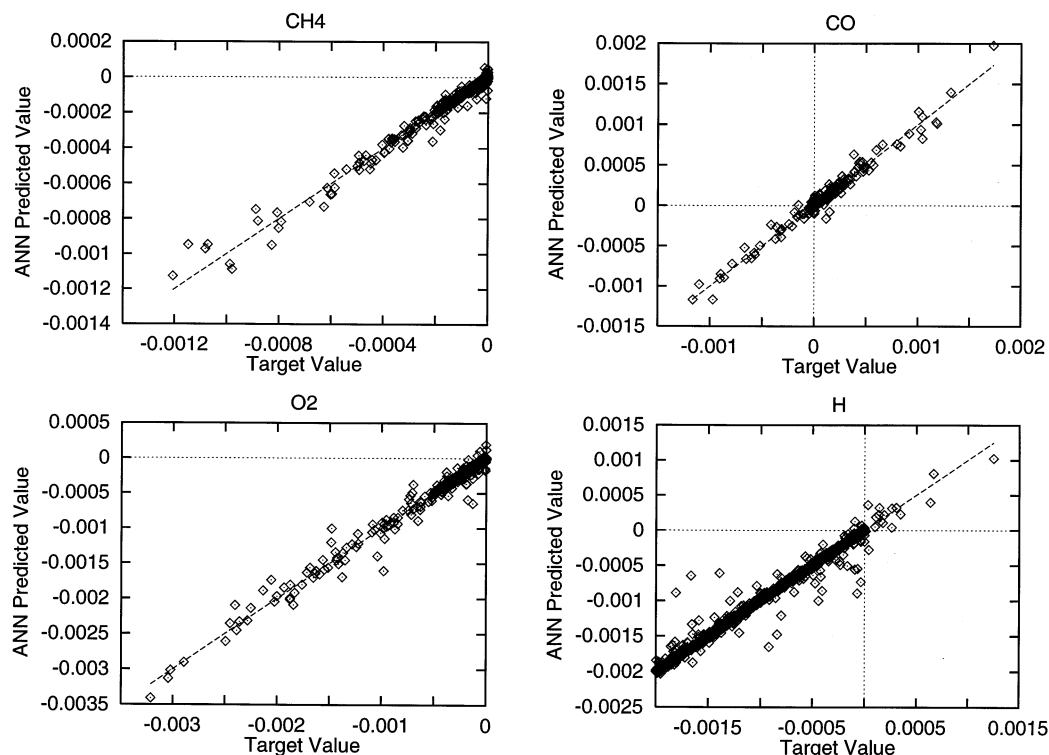 CH4
0.0002
0
-0.0002
-0.0004
-0.0006
-0.0008
-0.001
-0.0012
-0.0014
ANN Predicted Value
-0.0012 -0.0008 -0.0004 0
Target Value
CO
0.002
0.0015
0.001
0.0005
0
-0.0005
-0.001
-0.0015
ANN Predicted Value
-0.001 0 0.001 0.002
Target Value
O2
0.0005
0
-0.0005
-0.001
-0.0015
-0.002
-0.0025
-0.003
-0.0035
ANN Predicted Value
-0.003 -0.002 -0.001 0
Target Value
H
0.0015
0.001
0.0005
0
-0.0005
-0.001
-0.0015
-0.002
-0.0025
ANN Predicted Value
-0.0015 -0.0005 0.0005 0.0015
Target Value